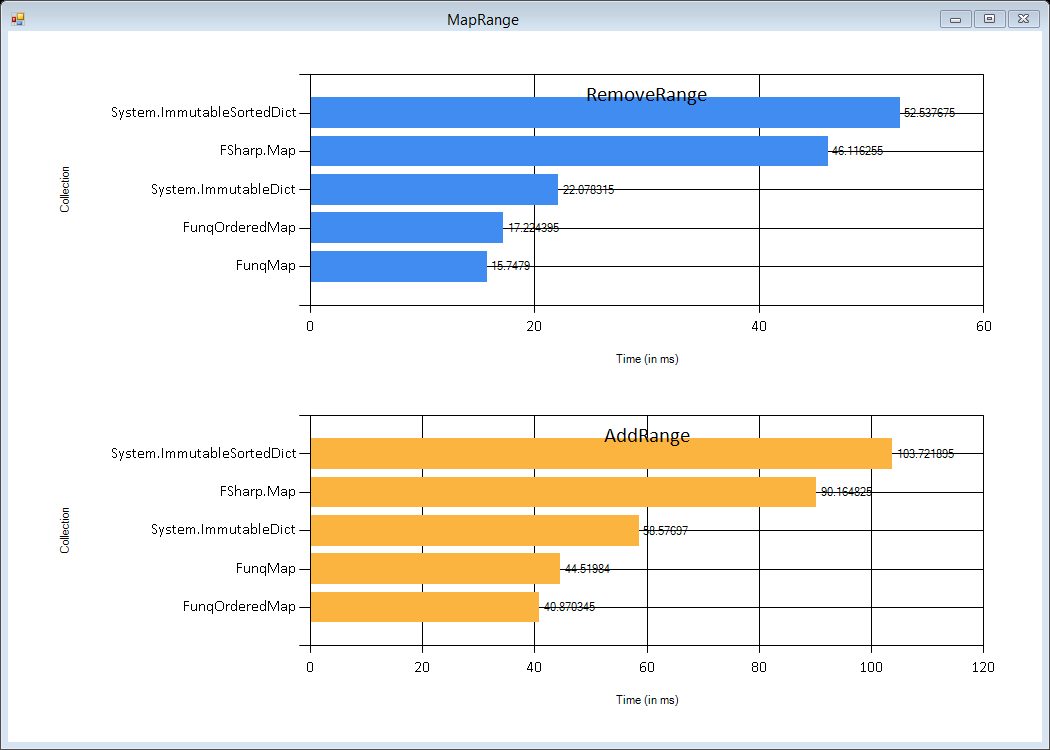 MapRange
RemoveRange
Collection
System.ImmutableSortedDict 52.537675
FSharp.Map 46.116255
System.ImmutableDict 22.078315
FunqOrderedMap 17.224395
FunqMap 15.7479
0 20 40 60
Time (in ms)
AddRange
Collection
System.ImmutableSortedDict 103.721895
FSharp.Map 90.164825
System.ImmutableDict 58.57697
FunqMap 44.51984
FunqOrderedMap 40.870345
0 20 40 60 80 100 120
Time (in ms)